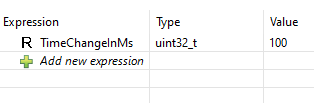 Expression Type Value
R TimeChangeInMs uint32_t 100
Add new expression